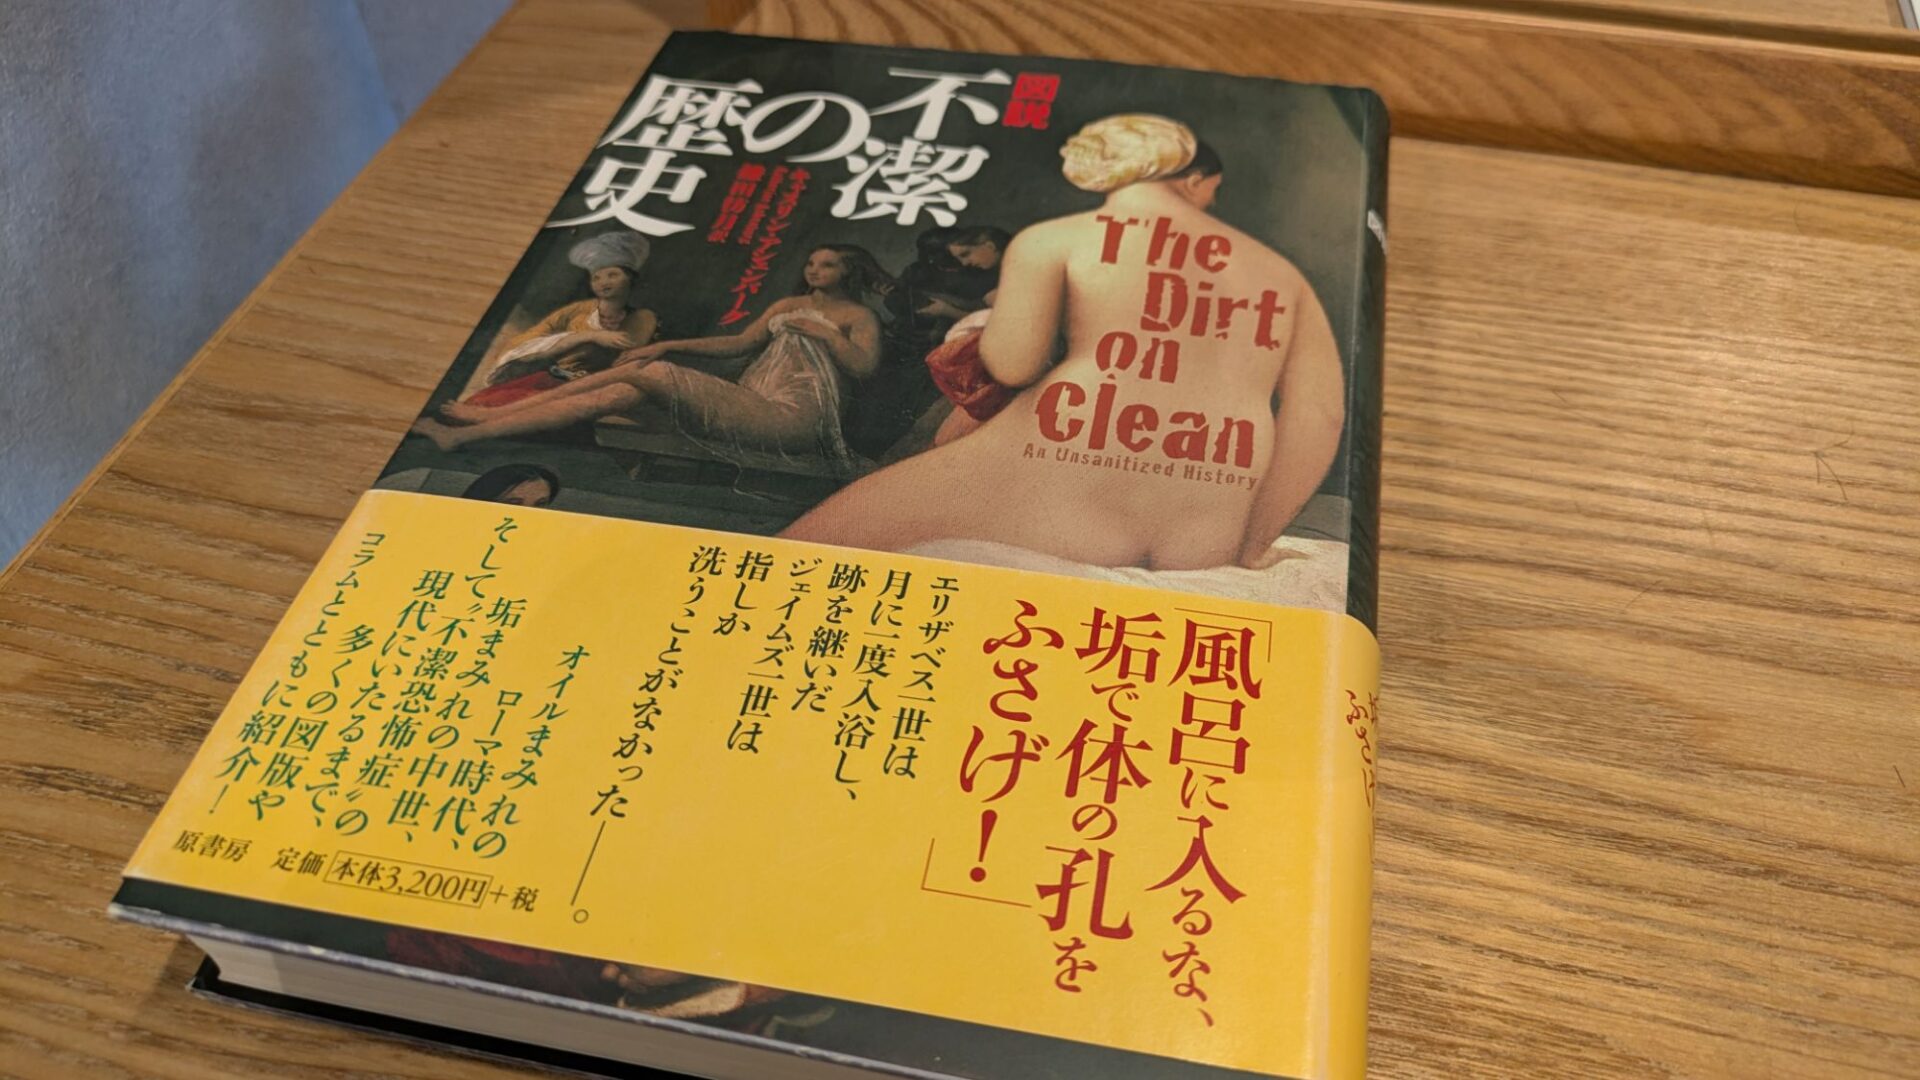 図説
不潔
の
歴史
キャスリン・アシェンバーグ
鎌田彷月訳
The
Dirt
on
Clean
An Unsanitized History
「風呂に入るな、
垢で体の孔を
ふさげ!」
エリザベス一世は
月に一度入浴し、
跡を継いだ
ジェイムズ一世は
指しか
洗うことがなかった――。
オイルまみれの
ローマ時代、
垢まみれの中世、
そして〝不潔恐怖症〟の
現代にいたるまで、
多くの図版や
コラムとともに紹介!
原書房 定価 本体3,200円+税
ふさげ